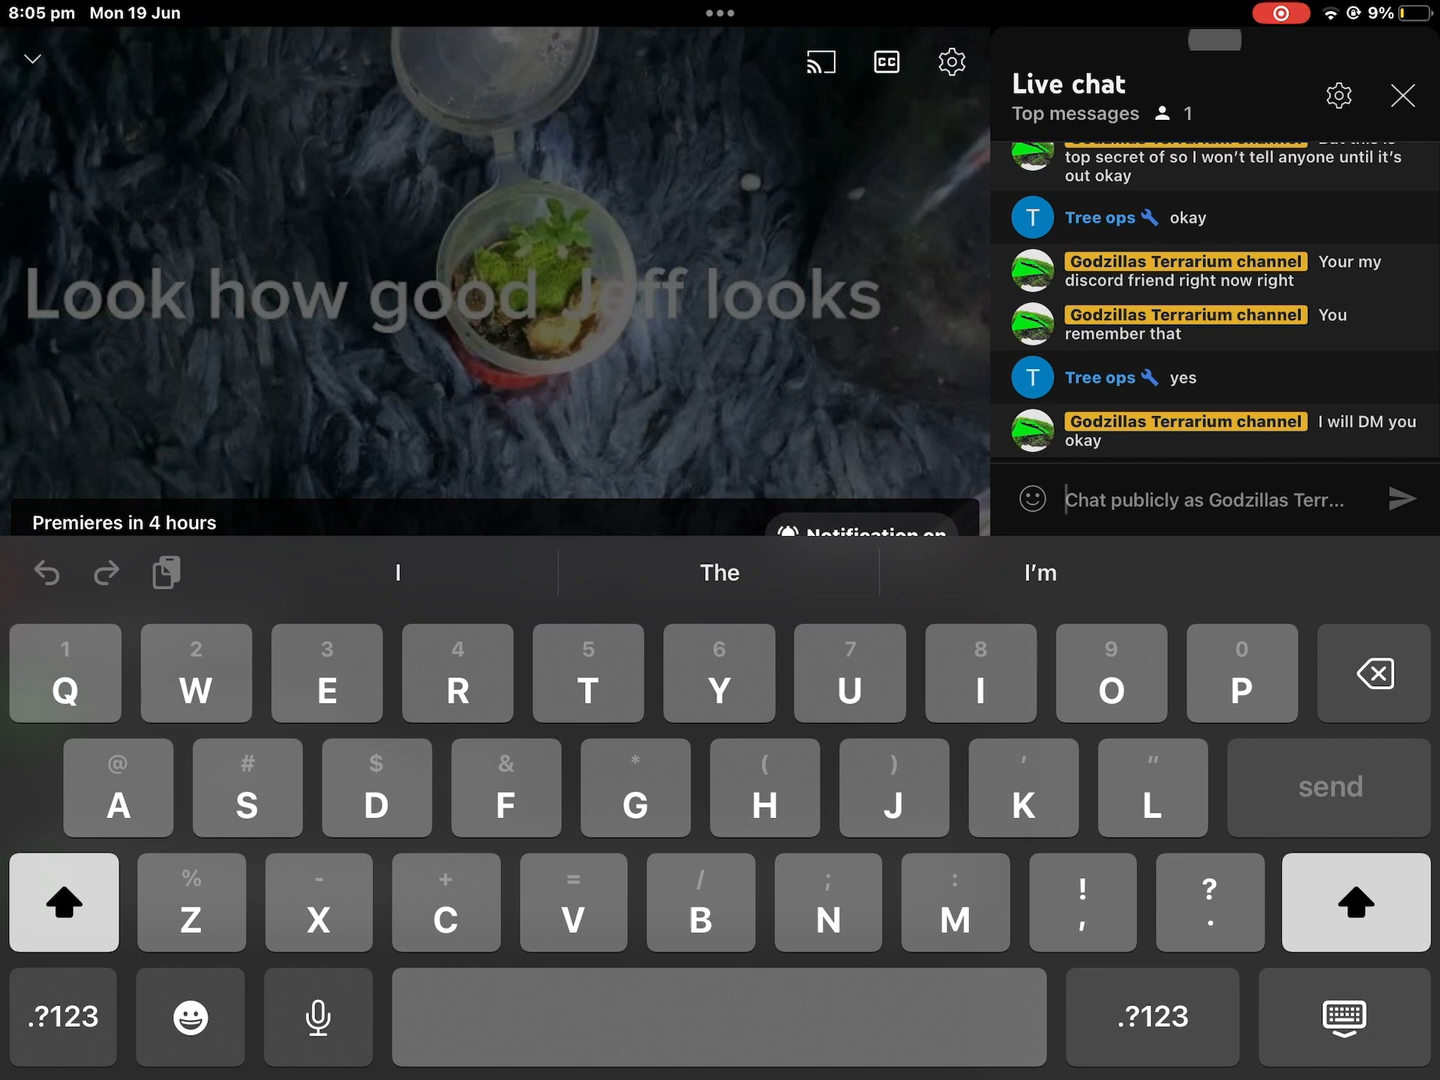 8:05 pm Mon 19 Jun
9%
CC
Look how good Jeff looks
Premieres in 4 hours
Notification on
Live chat
Top messages 1
top secret of so I won't tell anyone until it's
out okay
T Tree ops okay
Godzillas Terrarium channel Your my
discord friend right now right
Godzillas Terrarium channel You
remember that
T Tree ops yes
Godzillas Terrarium channel I will DM you
okay
Chat publicly as Godzillas Terr...
I The I'm
1 2 3 4 5 6 7 8 9 0
Q W E R T Y U I O P
@ # $ & * ( ) ' "
A S D F G H J K L send
% - + = / ; : ! ?
Z X C V B N M , .
.?123 .?123